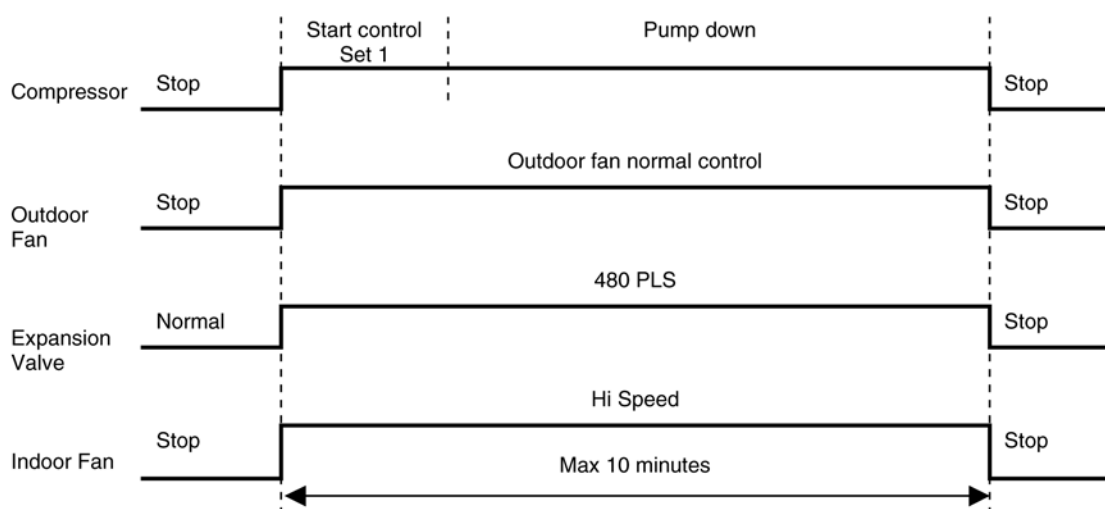 Start control
Set 1
Pump down
Compressor
Stop
Stop
Outdoor fan normal control
Outdoor
Fan
Stop
Stop
480 PLS
Expansion
Valve
Normal
Stop
Hi Speed
Indoor Fan
Stop
Stop
Max 10 minutes